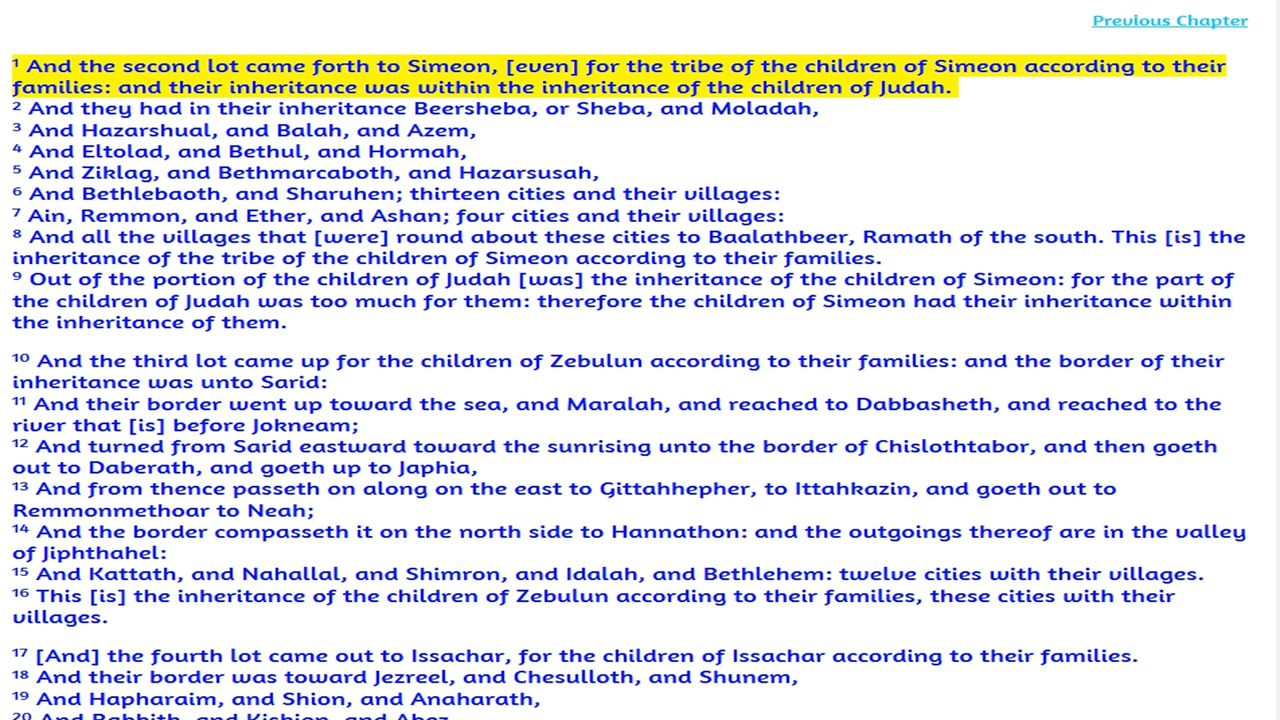 Previous Chapter
1 And the second lot came forth to Simeon, [even] for the tribe of the children of Simeon according to their
families: and their inheritance was within the inheritance of the children of Judah.
2 And they had in their inheritance Beersheba, or Sheba, and Moladah,
3 And Hazarshual, and Balah, and Azem,
4 And Eltolad, and Bethul, and Hormah,
5 And Ziklag, and Bethmarcaboth, and Hazarsusah,
6 And Bethlebaoth, and Sharuhen; thirteen cities and their villages:
7 Ain, Remmon, and Ether, and Ashan; four cities and their villages:
8 And all the villages that [were] round about these cities to Baalathbeer, Ramath of the south. This [is] the
inheritance of the tribe of the children of Simeon according to their families.
9 Out of the portion of the children of Judah [was] the inheritance of the children of Simeon: for the part of
the children of Judah was too much for them: therefore the children of Simeon had their inheritance within
the inheritance of them.
10 And the third lot came up for the children of Zebulun according to their families: and the border of their
inheritance was unto Sarid:
11 And their border went up toward the sea, and Maralah, and reached to Dabbasheth, and reached to the
river that [is] before Jokneam;
12 And turned from Sarid eastward toward the sunrising unto the border of Chislothtabor, and then goeth
out to Daberath, and goeth up to Japhia,
13 And from thence passeth on along on the east to Gittahhepher, to Ittahkazin, and goeth out to
Remmonmethoar to Neah;
14 And the border compasseth it on the north side to Hannathon: and the outgoings thereof are in the valley
of Jiphthahel:
15 And Kattath, and Nahallal, and Shimron, and Idalah, and Bethlehem: twelve cities with their villages.
16 This [is] the inheritance of the children of Zebulun according to their families, these cities with their
villages.
17 [And] the fourth lot came out to Issachar, for the children of Issachar according to their families.
18 And their border was toward Jezreel, and Chesulloth, and Shunem,
19 And Hapharaim, and Shion, and Anaharath,
20 And Rabbith, and Kishion, and Abez,